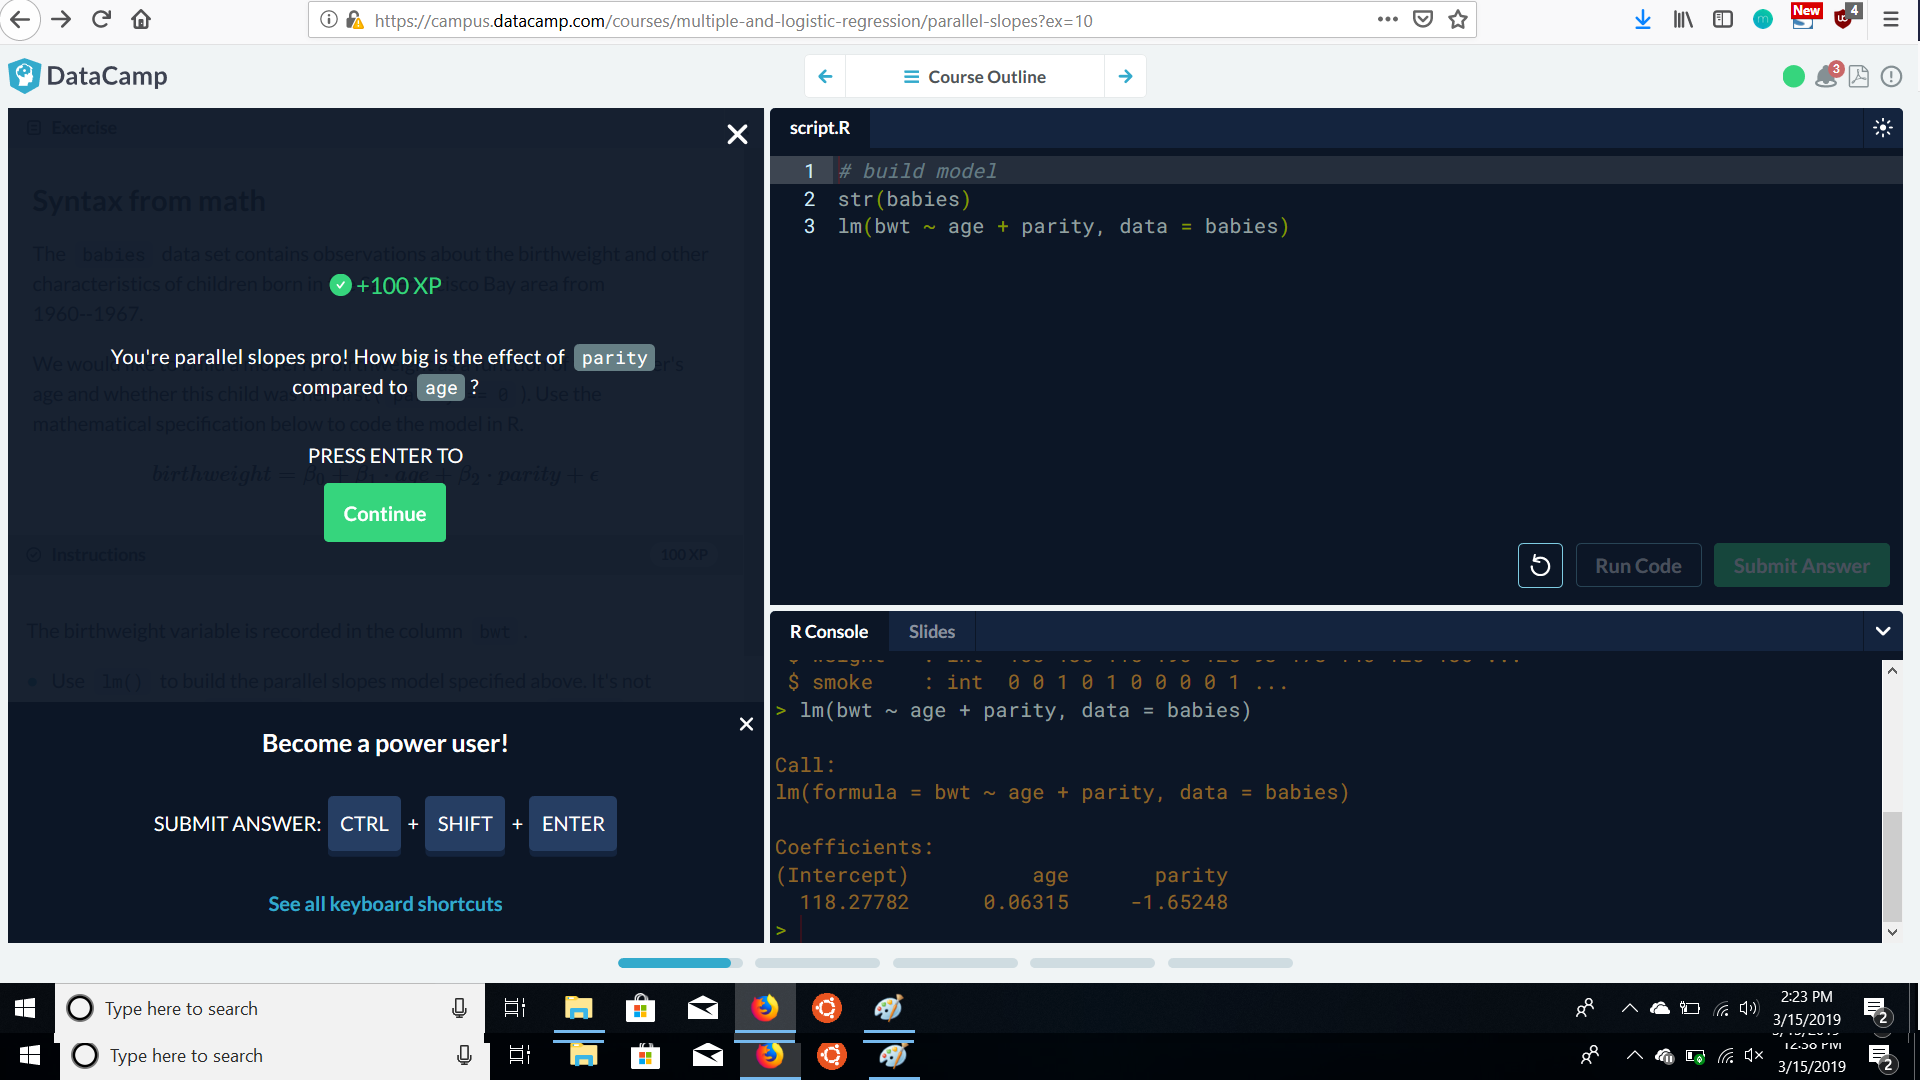 https://campus.datacamp.com/courses/multiple-and-logistic-regression/parallel-slopes?ex=10
New
4
DataCamp
Course Outline
3
Exercise
Syntax from math
The babies data set contains observations about the birthweight and other
characteristics of children born in
isco Bay area from
1960—1967.
+100 XP
You're parallel slopes pro! How big is the effect of parity
compared to age ?
age and whether this child was
0 ). Use the
mathematical specification below to code the model in R.
PRESS ENTER TO
birthweight = β0 + β1 · age + β2 · parity + ϵ
Continue
Instructions
100 XP
The birthweight variable is recorded in the column bwt .
Use lm() to build the parallel slopes model specified above. It's not
Become a power user!
SUBMIT ANSWER: CTRL + SHIFT + ENTER
See all keyboard shortcuts
script.R
1 # build model
2 str(babies)
3 lm(bwt ~ age + parity, data = babies)
Run Code
Submit Answer
R Console
Slides
$ smoke : int 0 0 1 0 1 0 0 0 0 1 ...
> lm(bwt ~ age + parity, data = babies)
Call:
lm(formula = bwt ~ age + parity, data = babies)
Coefficients:
(Intercept) age parity
118.27782 0.06315 -1.65248
>
Type here to search
2:23 PM
3/15/2019
2
Type here to search
12:38 PM
3/15/2019
2